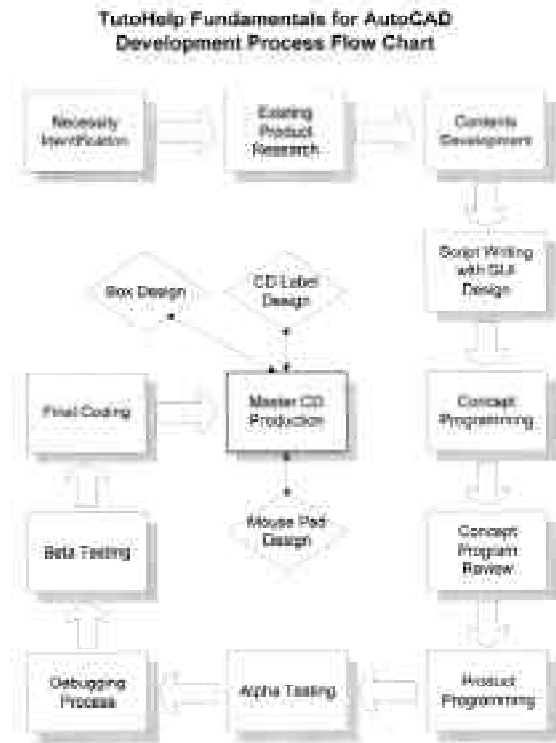 TutoHelp Fundamentals for AutoCAD
Development Process Flow Chart
Necessity
Identification
Existing
Product
Research
Contents
Development
Script Writing
with GUI
Design
Box Design
CD Label
Design
Final Coding
Master CD
Production
Concept
Programming
Mouse Pad
Design
Beta Testing
Concept
Program
Review
Debugging
Process
Alpha Testing
Product
Programming